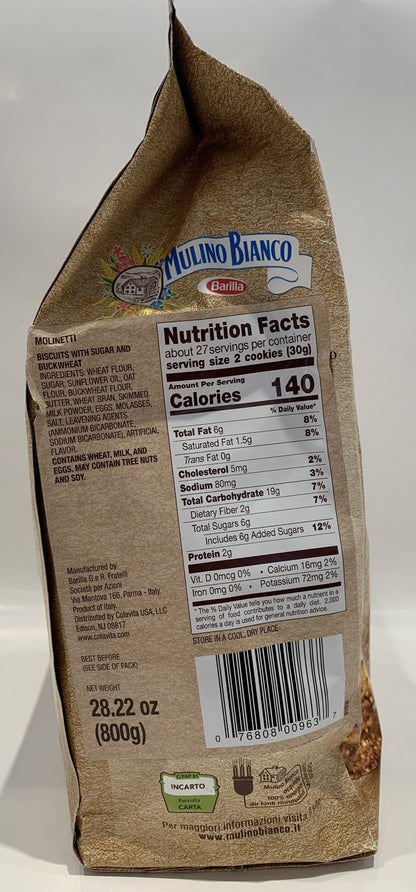 MULINO BIANCO
Barilla
MOLINETTI
BISCUITS WITH SUGAR AND
BUCKWHEAT
INGREDIENTS: WHEAT FLOUR,
SUGAR, SUNFLOWER OIL, OAT
FLOUR, BUCKWHEAT FLOUR,
BUTTER, WHEAT BRAN, SKIMMED
MILK POWDER, EGGS, MOLASSES,
SALT, LEAVENING AGENTS
(AMMONIUM BICARBONATE,
SODIUM BICARBONATE), ARTIFICIAL
FLAVOR.
CONTAINS WHEAT, MILK, AND
EGGS. MAY CONTAIN TREE NUTS
AND SOY.
Manufactured by
Barilla G.e R. Fratelli
Società per Azioni
Via Mantova 166, Parma - Italy
Product of Italy.
Distributed by Colavita USA, LLC
Edison, NJ 08817
www.colavita.com
BEST BEFORE
(SEE SIDE OF PACK)
NET WEIGHT
28.22 oz
(800g)
Nutrition Facts
about 27 servings per container
serving size 2 cookies (30g)
Amount Per Serving
Calories 140
% Daily Value*
Total Fat 6g 8%
Saturated Fat 1.5g 8%
Trans Fat 0g
Cholesterol 5mg 2%
Sodium 80mg 3%
Total Carbohydrate 19g 7%
Dietary Fiber 2g 7%
Total Sugars 6g
Includes 6g Added Sugars 12%
Protein 2g
Vit. D 0mcg 0% • Calcium 16mg 2%
Iron 0mg 0% • Potassium 72mg 2%
* The % Daily Value tells you how much a nutrient in a
serving of food contributes to a daily diet. 2,000
calories a day is used for general nutrition advice.
STORE IN A COOL, DRY PLACE
0 76808 00963 7
INCARTO
Raccolta
CARTA
Mulino
100%
da fonti
Per maggiori informazioni visita
www.mulinobianco.it